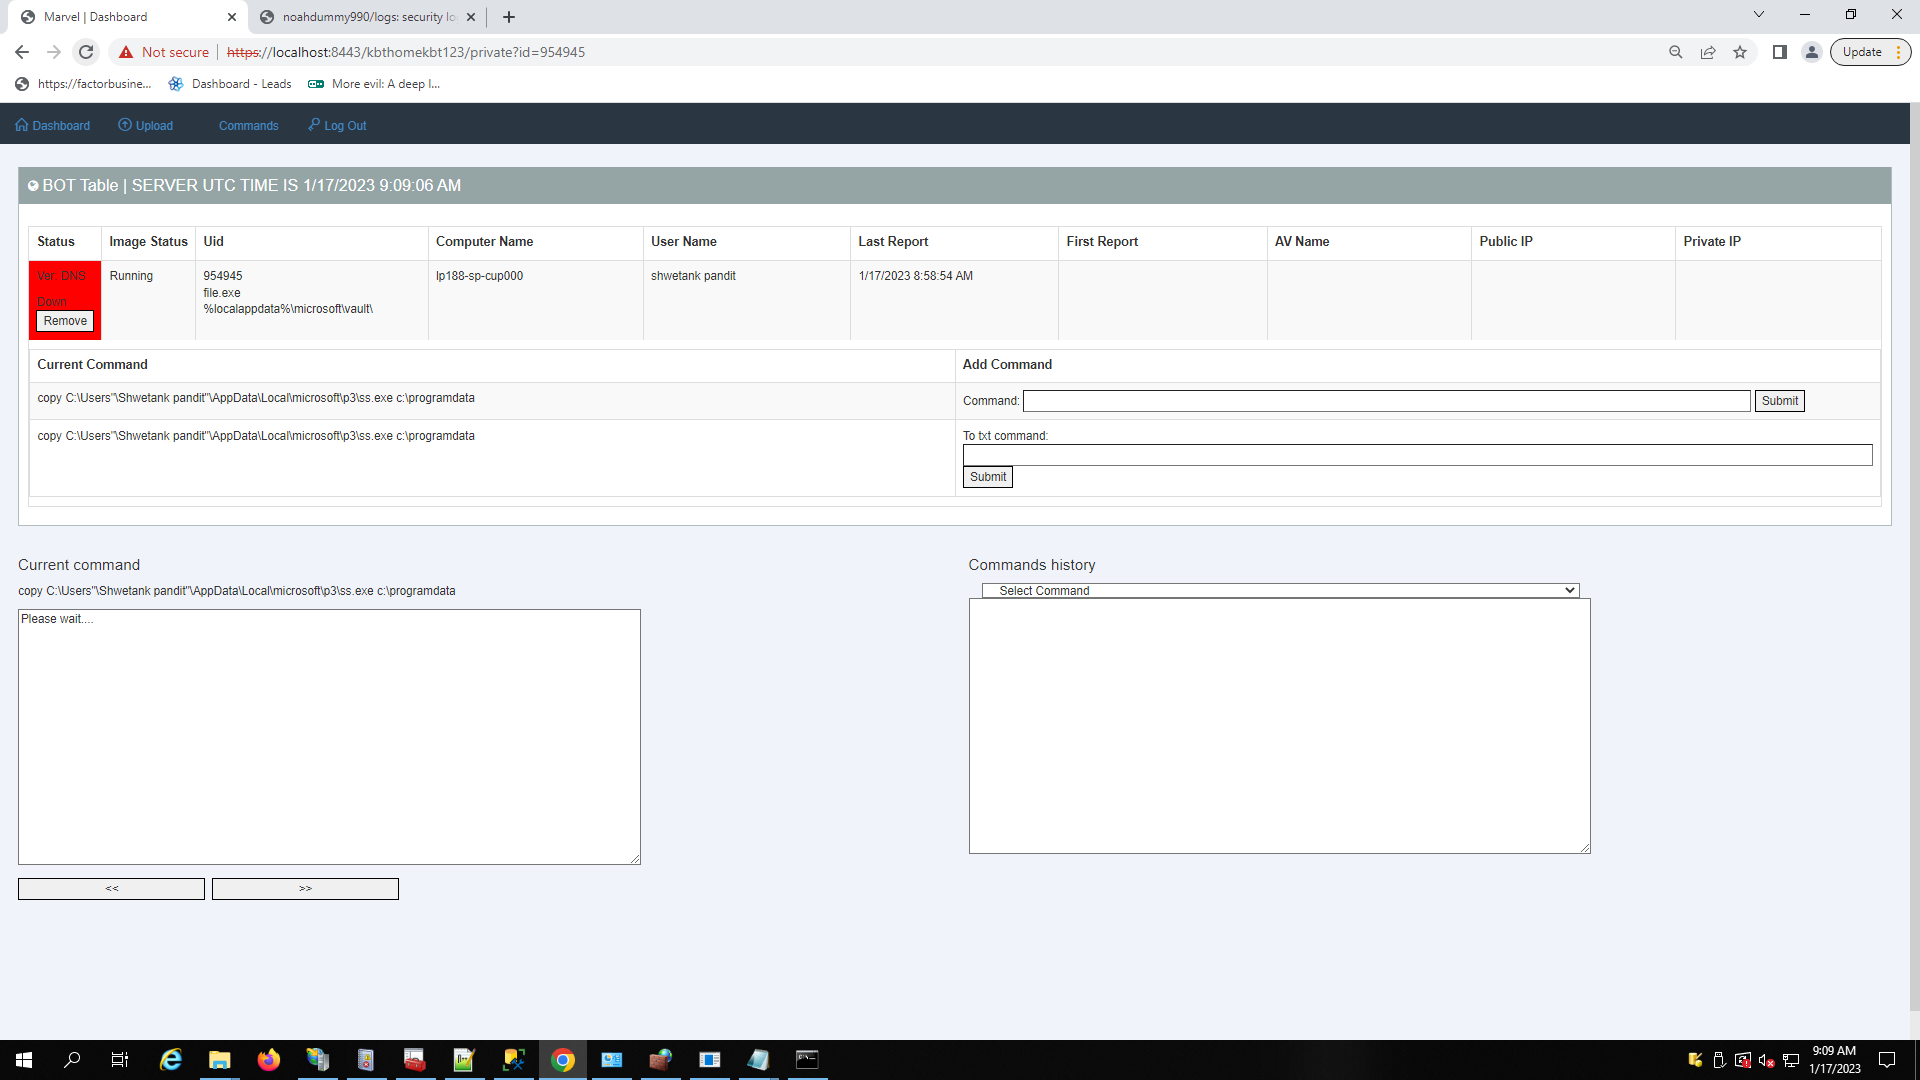 Marvel | Dashboard
noahdummy990/logs: security lo
Not secure
https://localhost:8443/kbthomekbt123/private?id=954945
Update
https://factorbusine...
Dashboard - Leads
More evil: A deep l...
Dashboard
Upload
Commands
Log Out
BOT Table | SERVER UTC TIME IS 1/17/2023 9:09:06 AM
Status Image Status Uid Computer Name User Name Last Report First Report AV Name Public IP Private IP
Ver: DNS Running 954945 lp188-sp-cup000 shwetank pandit 1/17/2023 8:58:54 AM
file.exe
Down %localappdata%\microsoft\vault\
Remove
Current Command Add Command
copy C:\Users"\Shwetank pandit"\AppData\Local\microsoft\p3\ss.exe c:\programdata Command: Submit
copy C:\Users"\Shwetank pandit"\AppData\Local\microsoft\p3\ss.exe c:\programdata To txt command:
Submit
Current command
copy C:\Users"\Shwetank pandit"\AppData\Local\microsoft\p3\ss.exe c:\programdata
Please wait....
<< >>
Commands history
Select Command
9:09 AM
1/17/2023